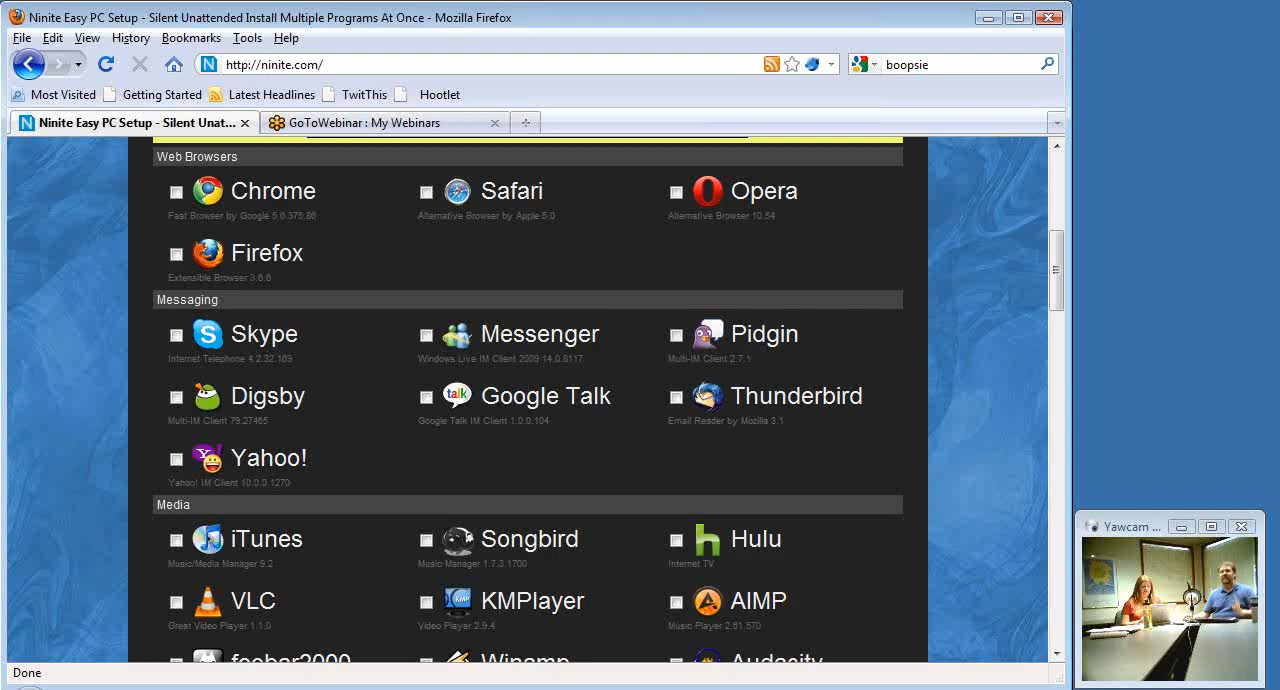 Ninite Easy PC Setup - Silent Unattended Install Multiple Programs At Once - Mozilla Firefox
File Edit View History Bookmarks Tools Help
http://ninite.com/ boopsie
Most Visited Getting Started Latest Headlines TwitThis Hootlet
Ninite Easy PC Setup - Silent Unat... GoToWebinar : My Webinars
Web Browsers
Chrome Safari Opera
Fast Browser by Google 5.0.375.86 Alternative Browser by Apple 5.0 Alternative Browser 10.54
Firefox
Extensible Browser 3.6.6
Messaging
Skype Messenger Pidgin
Internet Telephone 4.2.32.169 Windows Live IM Client 2009 14.0.8117 Multi-IM Client 2.7.1
Digsby talk Google Talk Thunderbird
Multi-IM Client 79.27465 Google Talk IM Client 1.0.0.104 Email Reader by Mozilla 3.1
Yahoo!
Yahoo! IM Client 10.0.0.1270
Media
iTunes Songbird Hulu
Music/Media Manager 9.2 Music Manager 1.7.3.1700 Internet TV
VLC KMP KMPlayer AIMP
Great Video Player 1.1.0 Video Player 2.9.4 Music Player 2.61.570
foobar2000 Winamp Audacity
Done
Yawcam ...